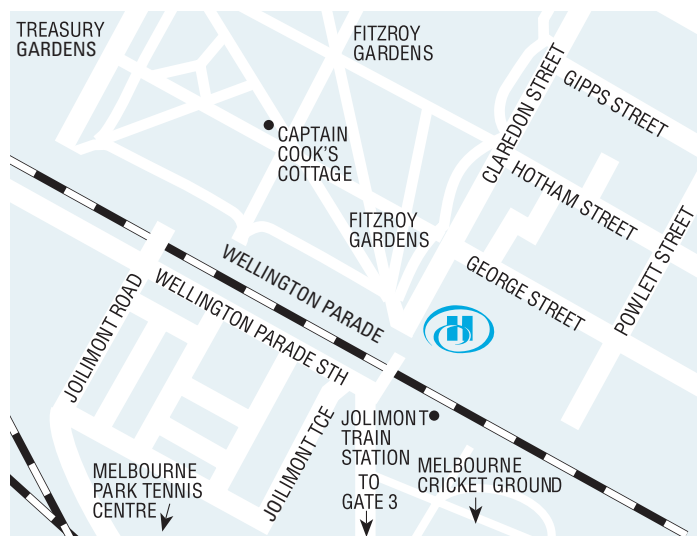 TREASURY
GARDENS
FITZROY
GARDENS
CLAREDON STREET
GIPPS STREET
CAPTAIN
COOK'S
COTTAGE
HOTHAM STREET
FITZROY
GARDENS
POWLETT STREET
GEORGE STREET
WELLINGTON PARADE
JOILIMONT ROAD
WELLINGTON PARADE STH
H
JOILIMONT TCE
JOLIMONT
TRAIN
STATION
TO
GATE 3
MELBOURNE
CRICKET GROUND
MELBOURNE
PARK TENNIS
CENTRE